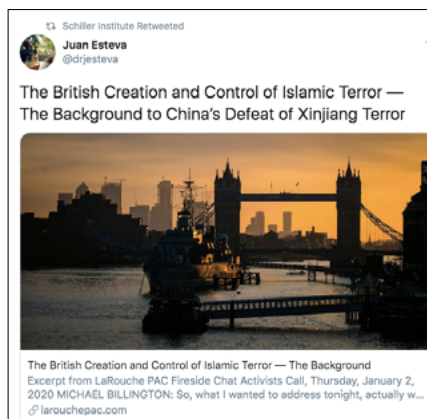 Schiller Institute Retweeted
Juan Esteva
@drjesteva
The British Creation and Control of Islamic Terror —
The Background to China's Defeat of Xinjiang Terror
The British Creation and Control of Islamic Terror — The Background
Excerpt from LaRouche PAC Fireside Chat Activists Call, Thursday, January 2,
2020 MICHAEL BILLINGTON: So, what I wanted to address tonight, actually w...
larouchepac.com